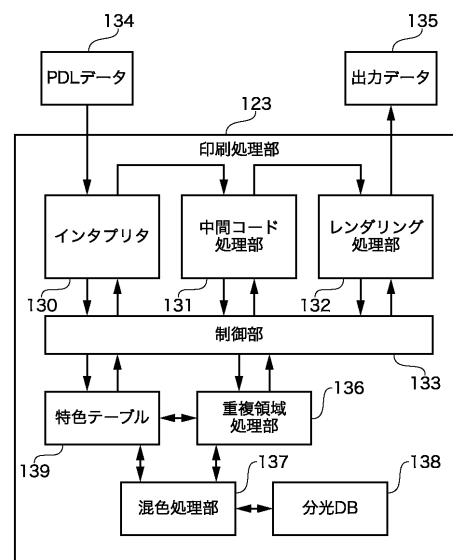 134
135
PDLデータ
出力データ
123
印刷処理部
インタプリタ
中間コード
処理部
レンダリング
処理部
130
131
132
制御部
133
特色テーブル
重複領域
処理部
136
139
137
138
混色処理部
分光DB